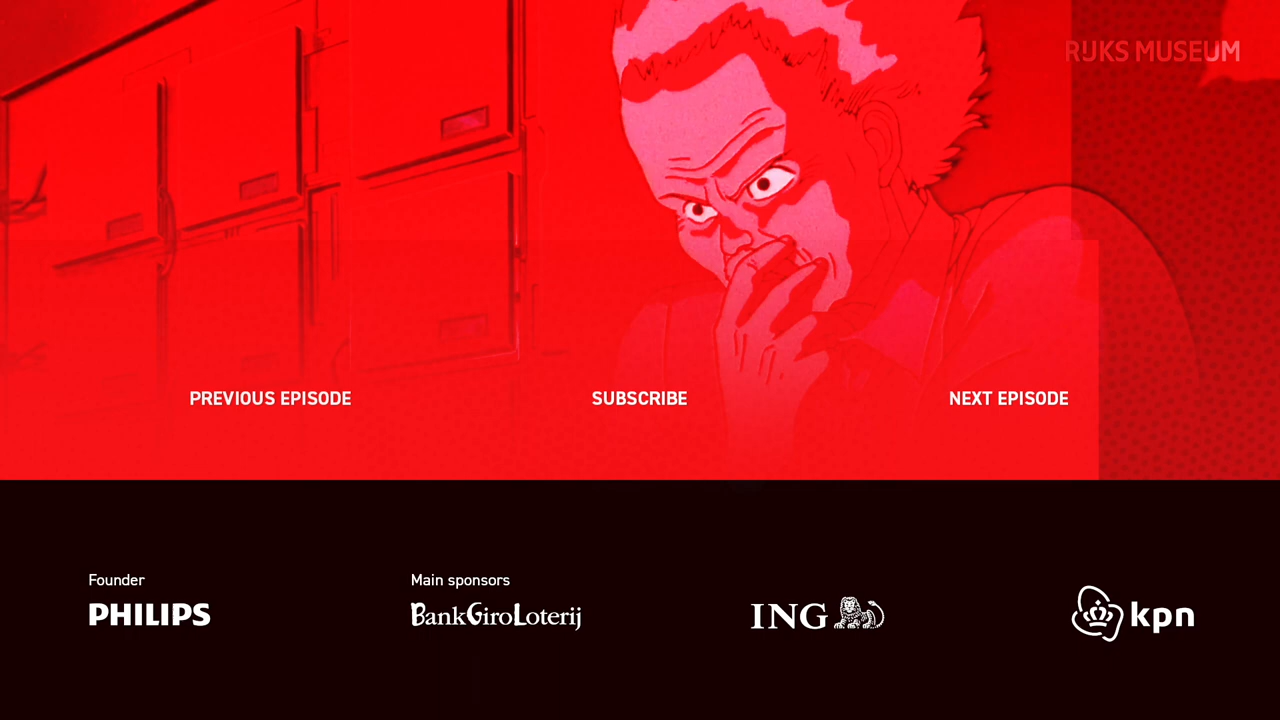 RIJKS MUSEUM
PREVIOUS EPISODE
SUBSCRIBE
NEXT EPISODE
Founder
PHILIPS
Main sponsors
BankGiroLoterij
ING
kpn